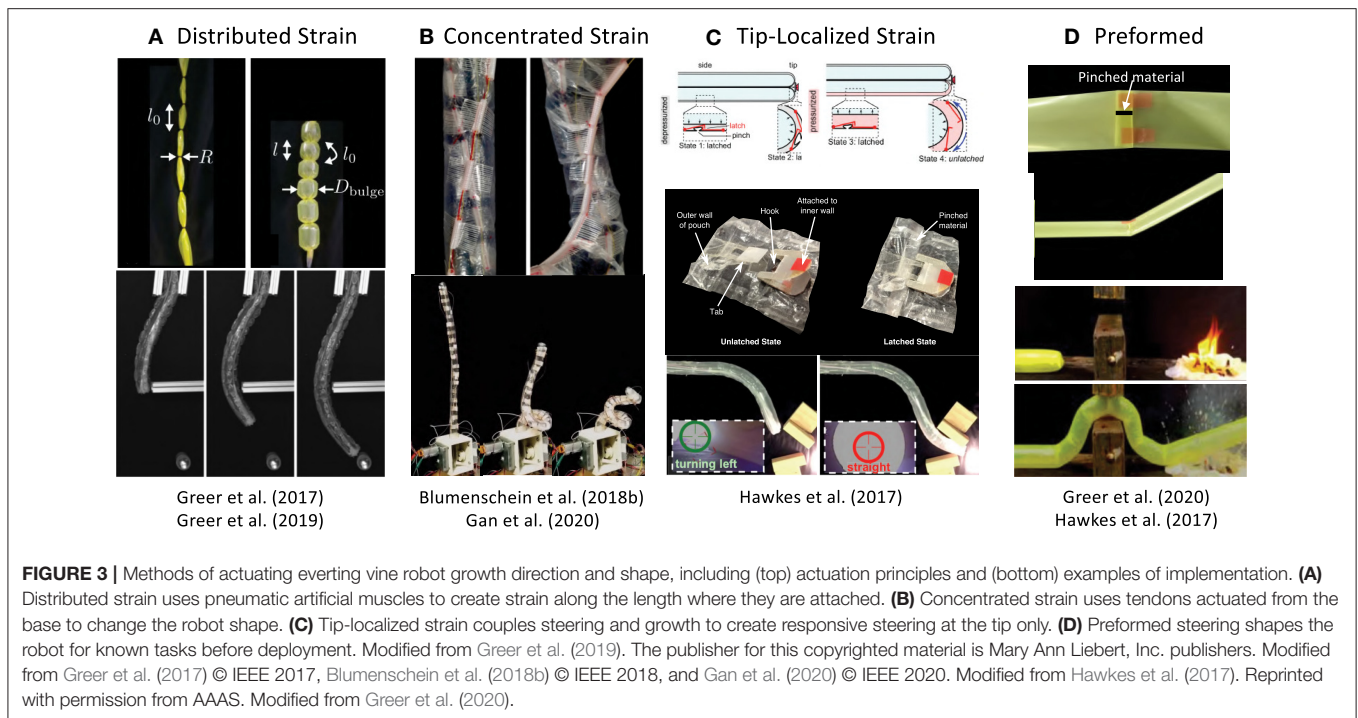 A Distributed Strain
l0
R
l
l0
Dbulge
Greer et al. (2017)
Greer et al. (2019)
B Concentrated Strain
Blumenschein et al. (2018b)
Gan et al. (2020)
C Tip-Localized Strain
side
tip
depressurized
latch
pinch
State 1: latched
State 2: la
pressurized
State 3: latched
State 4: unlatched
Outer wall
of pouch
Hook
Attached to
inner wall
Tab
Unlatched State
Pinched
material
Latched State
turning left
straight
Hawkes et al. (2017)
D Preformed
Pinched material
Greer et al. (2020)
Hawkes et al. (2017)
FIGURE 3 | Methods of actuating everting vine robot growth direction and shape, including (top) actuation principles and (bottom) examples of implementation. (A)
Distributed strain uses pneumatic artificial muscles to create strain along the length where they are attached. (B) Concentrated strain uses tendons actuated from the
base to change the robot shape. (C) Tip-localized strain couples steering and growth to create responsive steering at the tip only. (D) Preformed steering shapes the
robot for known tasks before deployment. Modified from Greer et al. (2019). The publisher for this copyrighted material is Mary Ann Liebert, Inc. publishers. Modified
from Greer et al. (2017) © IEEE 2017, Blumenschein et al. (2018b) © IEEE 2018, and Gan et al. (2020) © IEEE 2020. Modified from Hawkes et al. (2017). Reprinted
with permission from AAAS. Modified from Greer et al. (2020).